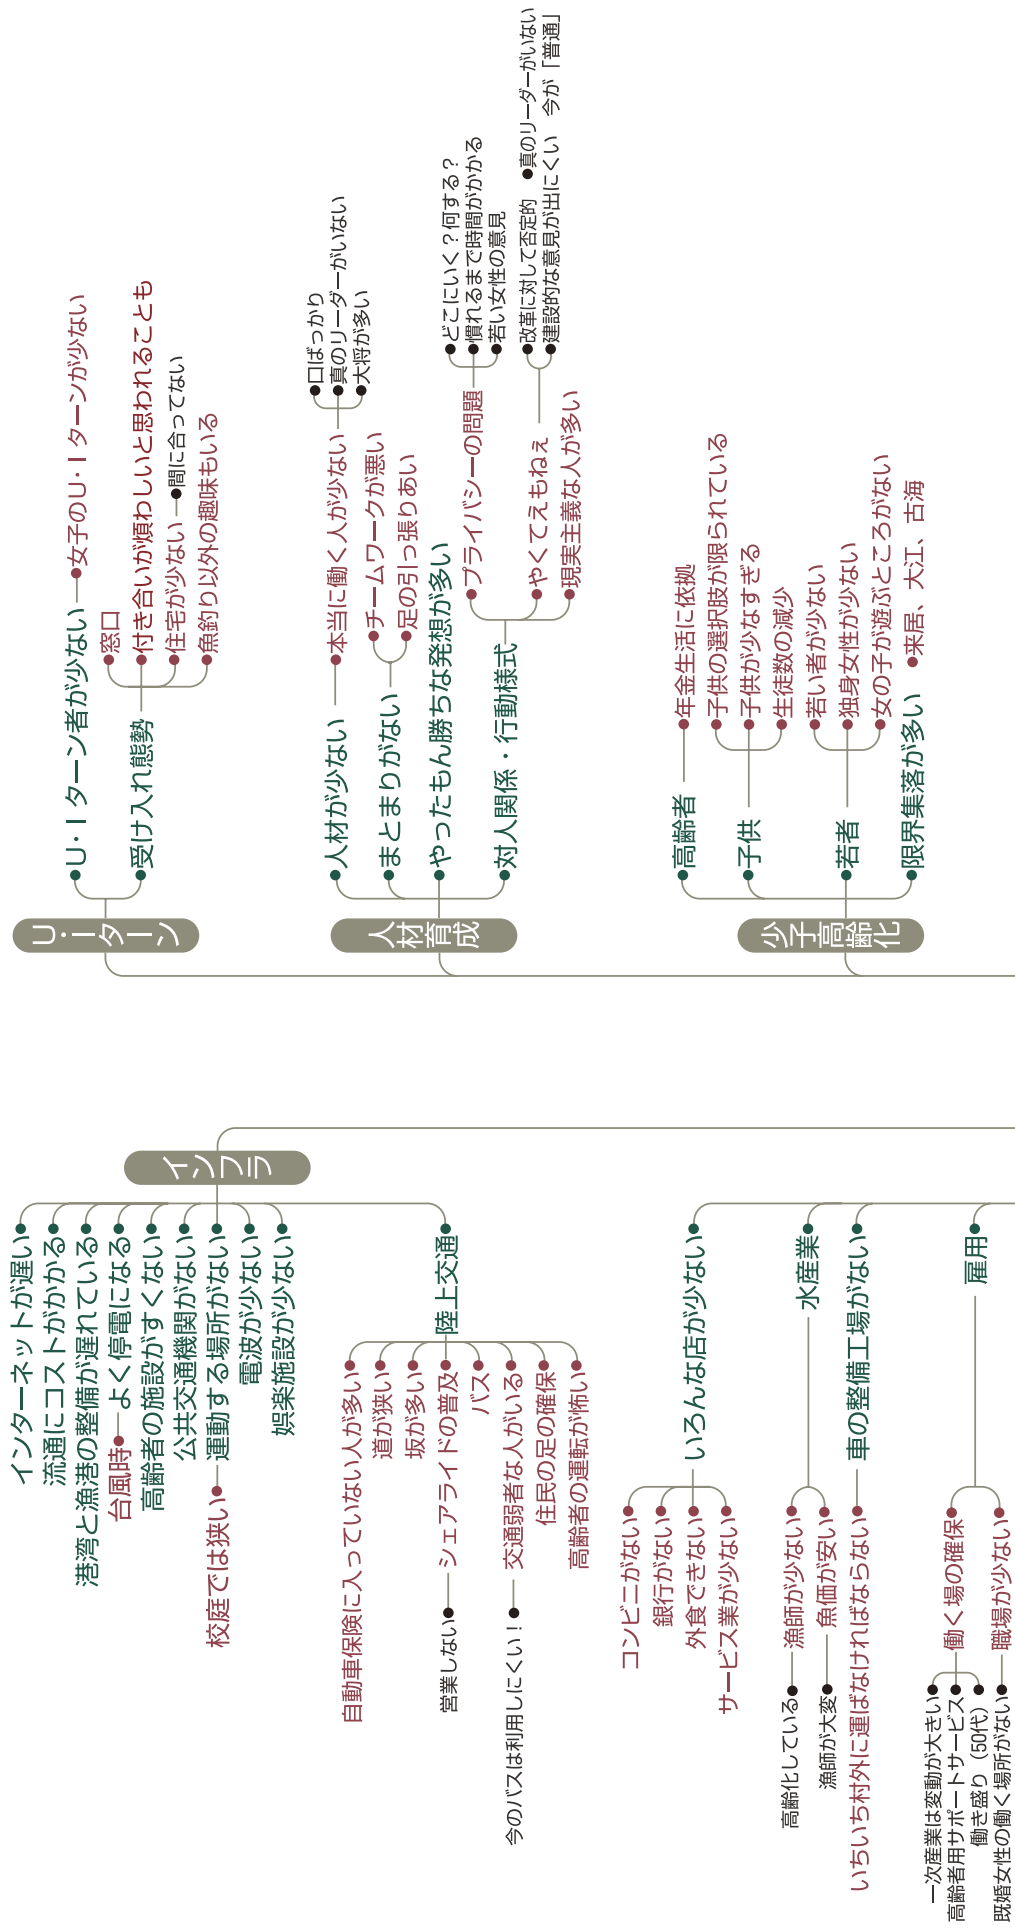 U・Iターン
U・Iターン者が少ない
女子のU・Iターンが少ない
受け入れ態勢
窓口
付き合いが煩わしいと思われることも
住宅が少ない
間に合ってない
魚釣り以外の趣味もいる
人材育成
人材が少ない
本当に働く人が少ない
口ばっかり
真のリーダーがいない
大将が多い
まとまりがない
チームワークが悪い
足の引っ張りあい
やったもん勝ちな発想が多い
対人関係・行動様式
プライバシーの問題
どこにいく？何する？
慣れるまで時間がかかる
若い女性の意見
やくてえもねぇ
改革に対して否定的
真のリーダーがいない
建設的な意見が出にくい　今が「普通」
現実主義な人が多い
少子高齢化
高齢者
年金生活に依拠
子供
子供の選択肢が限られている
子供が少なすぎる
生徒数の減少
若者
若い者が少ない
独身女性が少ない
女の子が遊ぶところがない
限界集落が多い
来居、大江、古海
インフラ
インターネットが遅い
流通にコストがかかる
港湾と漁港の整備が遅れている
よく停電になる
台風時
高齢者の施設がすくない
公共交通機関がない
運動する場所がない
校庭では狭い
電波が少ない
娯楽施設が少ない
陸上交通
自動車保険に入っていない人が多い
道が狭い
坂が多い
シェアライドの普及
営業しない
バス
交通弱者な人がいる
今のバスは利用しにくい！
住民の足の確保
高齢者の運転が怖い
いろんな店が少ない
コンビニがない
銀行がない
外食できない
サービス業が少ない
水産業
漁師が少ない
高齢化している
魚価が安い
漁師が大変
車の整備工場がない
いちいち村外に運ばなければならない
雇用
働く場の確保
一次産業は変動が大きい
高齢者用サポートサービス
働き盛り（50代）
職場が少ない
既婚女性の働く場所がない